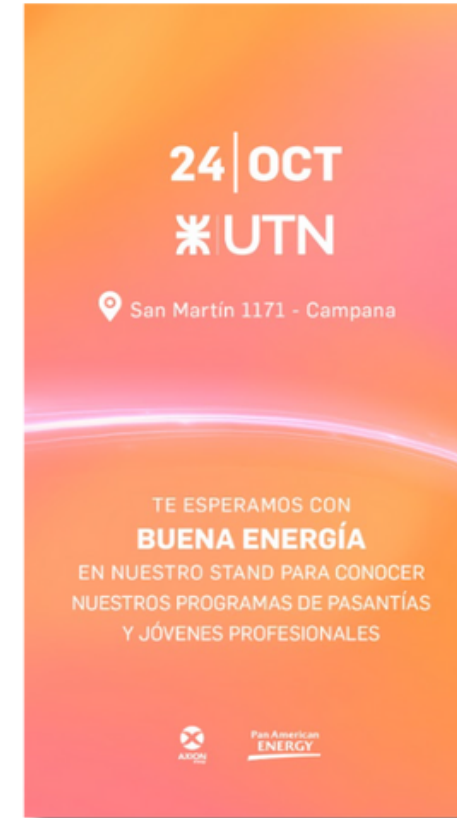 24 | OCT
UTN
San Martín 1171 - Campana
TE ESPERAMOS CON
BUENA ENERGÍA
EN NUESTRO STAND PARA CONOCER
NUESTROS PROGRAMAS DE PASANTÍAS
Y JÓVENES PROFESIONALES
AXION
Pan American
ENERGY